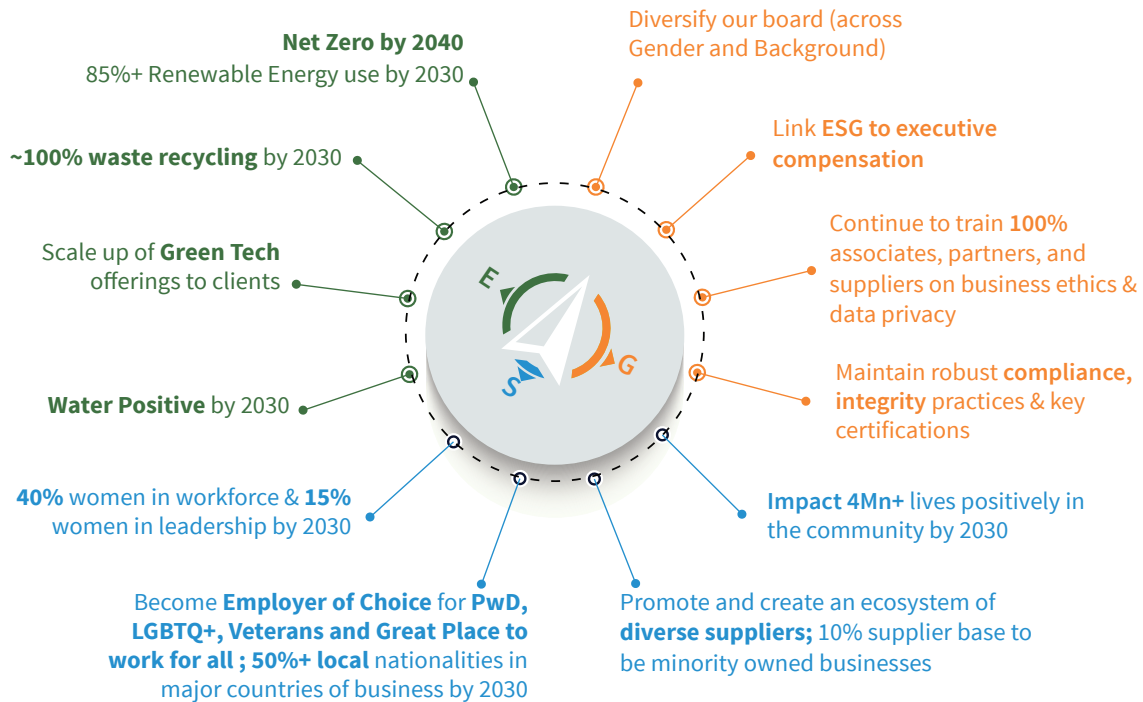 Net Zero by 2040
85%+ Renewable Energy use by 2030
~100% waste recycling by 2030
Scale up of Green Tech
offerings to clients
Water Positive by 2030
40% women in workforce & 15%
women in leadership by 2030
Become Employer of Choice for PwD,
LGBTQ+, Veterans and Great Place to
work for all ; 50%+ local nationalities in
major countries of business by 2030
Diversify our board (across
Gender and Background)
Link ESG to executive
compensation
Continue to train 100%
associates, partners, and
suppliers on business ethics &
data privacy
Maintain robust compliance,
integrity practices & key
certifications
Impact 4Mn+ lives positively in
the community by 2030
Promote and create an ecosystem of
diverse suppliers; 10% supplier base to
be minority owned businesses
E
S
G